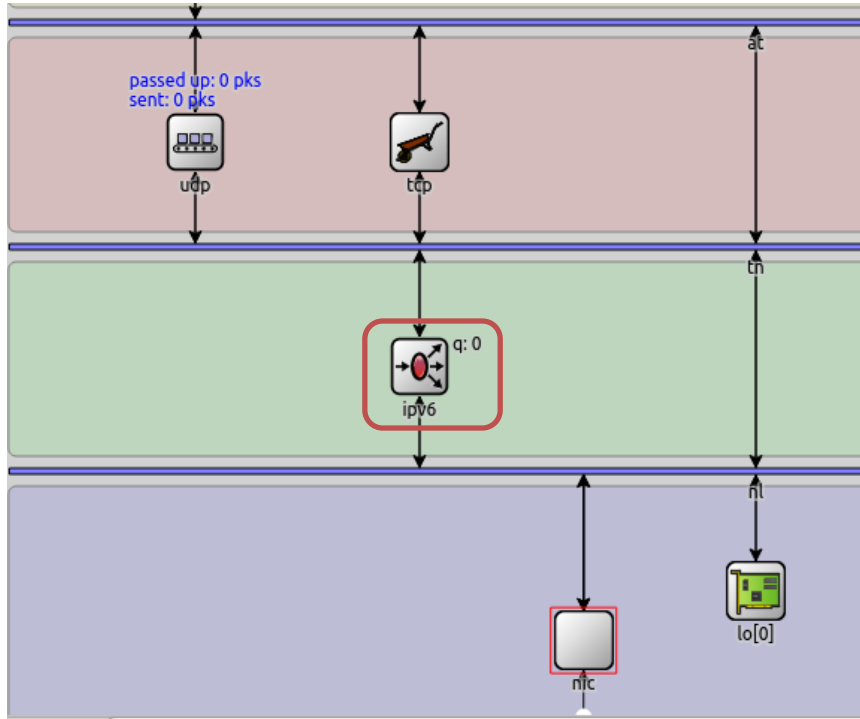 at
passed up: 0 pks
sent: 0 pks
udp
tcp
tn
q: 0
ipv6
nl
lo[0]
nic